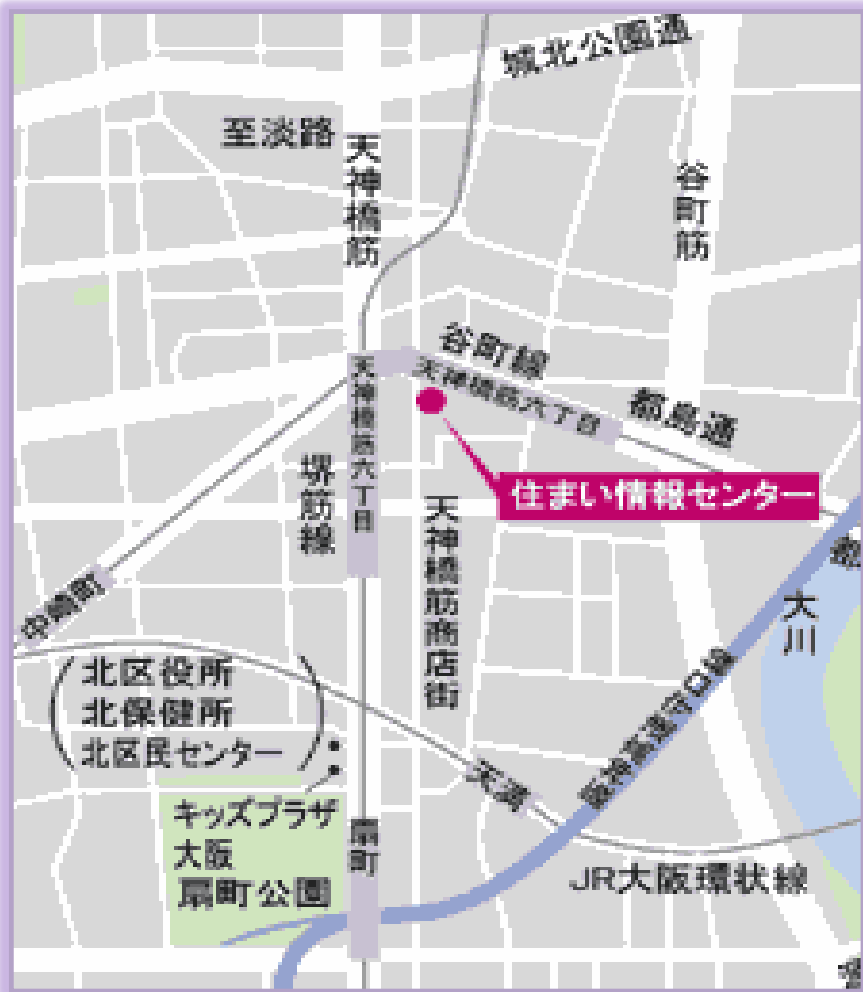 城北公園通
至淡路
天神橋筋
谷町筋
谷町線
天神橋筋六丁目
都島通
天神橋筋六丁目
堺筋線
住まい情報センター
天神橋筋商店街
中崎町
大川
北区役所
北保健所
北区民センター
阪神高速守口線
天満
キッズプラザ
大阪
扇町
扇町公園
JR大阪環状線